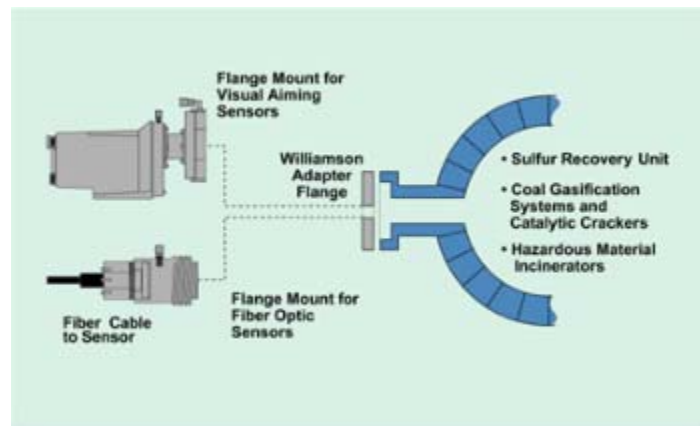 Flange Mount for
Visual Aiming
Sensors
Williamson
Adapter
Flange
• Sulfur Recovery Unit
• Coal Gasification
Systems and
Catalytic Crackers
• Hazardous Material
Incinerators
Flange Mount for
Fiber Optic
Sensors
Fiber Cable
to Sensor